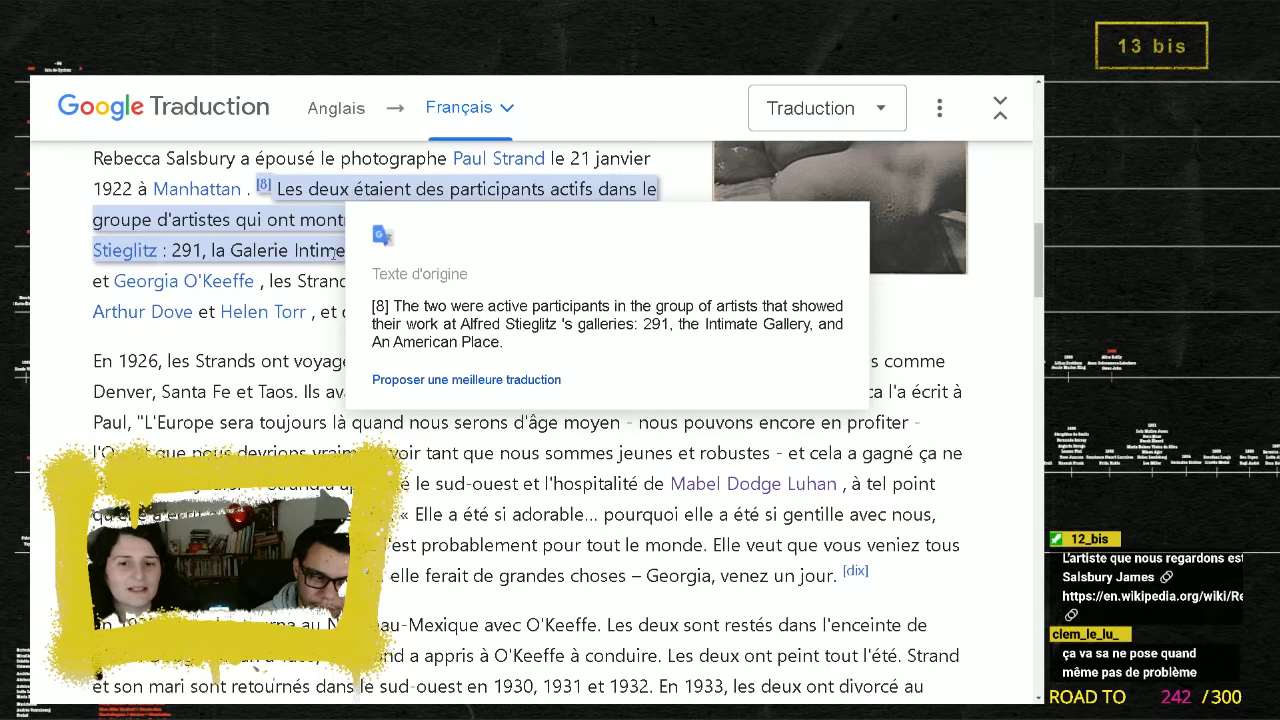 13 bis
Google Traduction
Anglais → Français
Traduction
Rebecca Salsbury a épousé le photographe Paul Strand le 21 janvier
1922 à Manhattan . [8] Les deux étaient des participants actifs dans le
groupe d'artistes qui ont montr
Stieglitz : 291, la Galerie Intime
et Georgia O'Keeffe , les Strand
Arthur Dove et Helen Torr , et
Texte d'origine
[8] The two were active participants in the group of artists that showed
their work at Alfred Stieglitz 's galleries: 291, the Intimate Gallery, and
An American Place.
Proposer une meilleure traduction
En 1926, les Strands ont voyagé comme
Denver, Santa Fe et Taos. Ils l'a écrit à
Paul, "L'Europe sera toujours là quand nous serons d'âge moyen - nous pouvons encore en profiter -
que nous sommes jeunes et robustes - et cela a gagné ça ne
le sud-ouest et l'hospitalité de Mabel Dodge Luhan , à tel point
« Elle a été si adorable... pourquoi elle a été si gentille avec nous,
est probablement pour tout le monde. Elle veut que vous veniez tous
elle ferait de grandes choses – Georgia, venez un jour. [dix]
au-Mexique avec O'Keeffe. Les deux sont restés dans l'enceinte de
a appris à O'Keeffe à conduire. Les deux ont peint tout l'été. Strand
et son mari sont retournés dans le sud-ouest en 1930, 1931 et 1932. En 1933, les deux ont divorcé au
12_bis
L'artiste que nous regardons est
Salsbury James
https://en.wikipedia.org/wiki/Re
clem_le_lu_
ça va sa ne pose quand
même pas de problème
ROAD TO 242 / 300